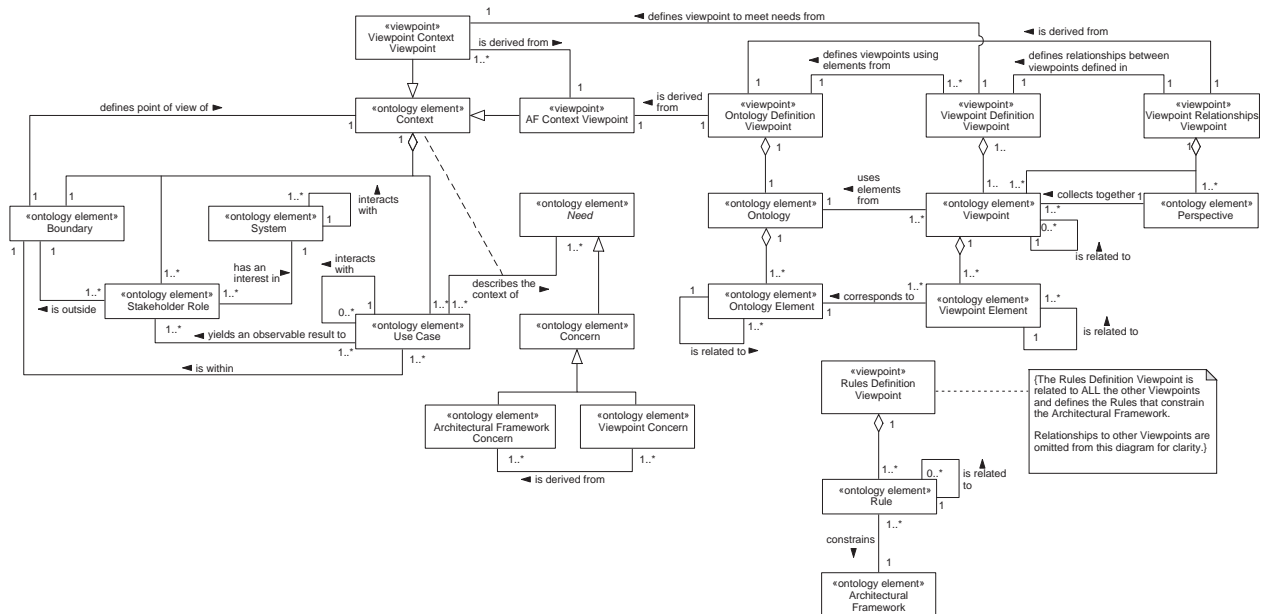 «viewpoint»
Viewpoint Context
Viewpoint
1
1..*
◄ defines viewpoint to meet needs from
is derived from ►
◄ is derived from
defines viewpoints using
◄ elements from
◄ defines relationships between
viewpoints defined in
1
1
1
1..*
1
1
1
1
defines point of view of ►
1
«ontology element»
Context
1
«viewpoint»
AF Context Viewpoint
1
◄ is derived
from
1
«viewpoint»
Ontology Definition
Viewpoint
1
«viewpoint»
Viewpoint Definition
Viewpoint
1..
«viewpoint»
Viewpoint Relationships
Viewpoint
1
1
1
1..*
1
interacts
with
«ontology element»
Boundary
1
1
«ontology element»
System
1
«ontology element»
Need
1..*
1
«ontology element»
Ontology
1
1
◄ uses
elements
from
1..*
1..
1..*
«ontology element»
Viewpoint
1
1..*
0..*
1
◄ is related to
◄ collects together
1
1..*
«ontology element»
Perspective
has an
interest in
1..*
1..*
◄ is outside
«ontology element»
Stakeholder Role
1..*
1..*
◄ interacts
with
1
0..*
1..*
1..*
«ontology element»
Use Case
1..*
1..*
◄ yields an observable result to
◄ is within
describes the
context of
«ontology element»
Concern
1
1..*
«ontology element»
Ontology Element
1..*
is related to ►
◄ corresponds to
1
1..*
1..*
«ontology element»
Viewpoint Element
1..*
1
is related to
«ontology element»
Architectural Framework
Concern
1..*
«ontology element»
Viewpoint Concern
1..*
◄ is derived from
«viewpoint»
Rules Definition
Viewpoint
1
{The Rules Definition Viewpoint is
related to ALL the other Viewpoints
and defines the Rules that constrain
the Architectural Framework.
Relationships to other Viewpoints are
omitted from this diagram for clarity.}
1..*
0..*
is related
to
«ontology element»
Rule
1
1..*
constrains
1
«ontology element»
Architectural
Framework